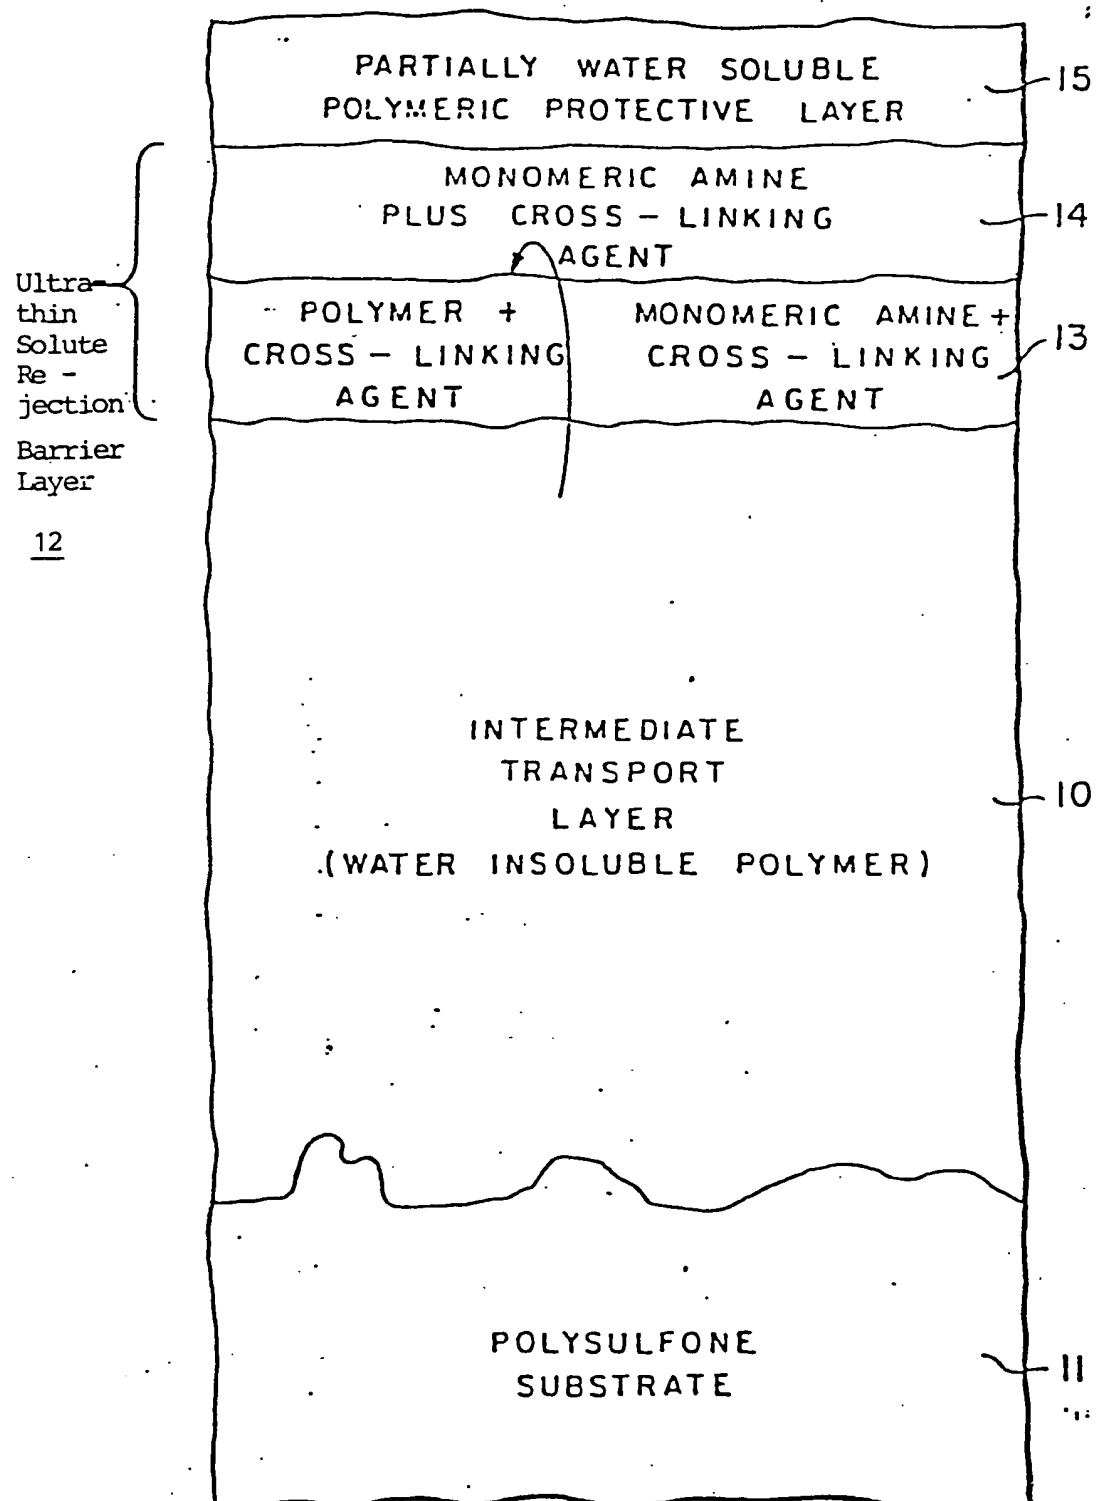 PARTIALLY WATER SOLUBLE
POLYMERIC PROTECTIVE LAYER
15
MONOMERIC AMINE
PLUS CROSS – LINKING
AGENT
14
POLYMER +
CROSS – LINKING
AGENT
MONOMERIC AMINE +
CROSS – LINKING
AGENT
13
Ultra-
thin
Solute
Re -
jection
Barrier
Layer
12
INTERMEDIATE
TRANSPORT
LAYER
(WATER INSOLUBLE POLYMER)
10
POLYSULFONE
SUBSTRATE
11